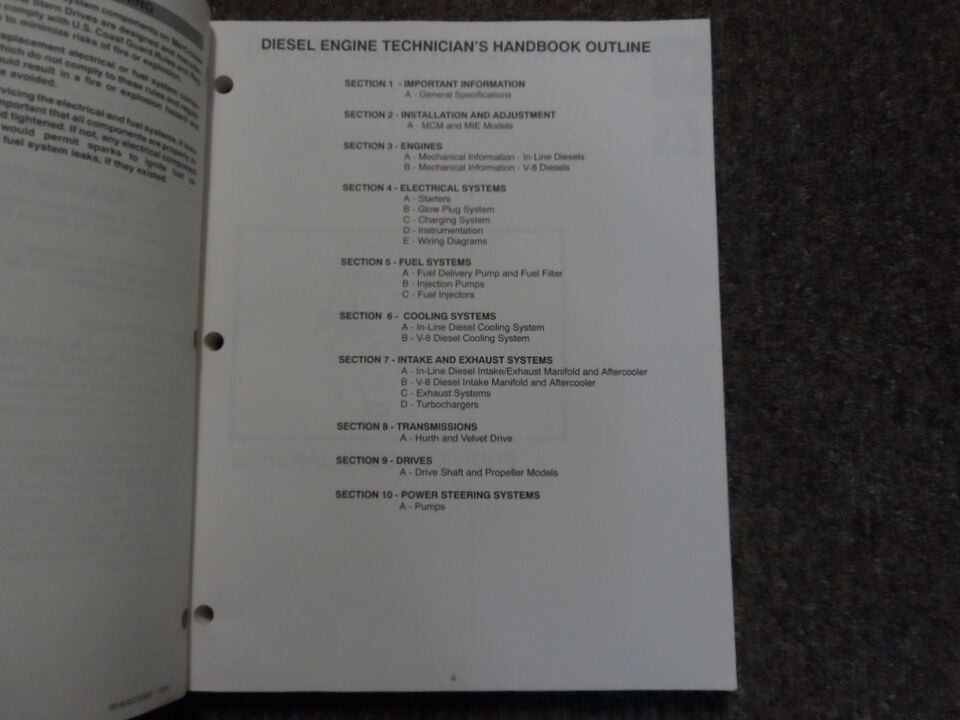 system components on MerCruiser
Stern Drives are designed and
comply with U.S. Coast Guard Rules and
to minimize risks of fire or explosion.
replacement electrical or fuel system
which do not comply to these rules and
could result in a fire or explosion hazard and
be avoided.
servicing the electrical and fuel systems, it is
important that all components are properly
tightened. If not, any electrical component
would permit sparks to ignite fuel
fuel system leaks, if they existed.
DIESEL ENGINE TECHNICIAN'S HANDBOOK OUTLINE
SECTION 1 - IMPORTANT INFORMATION
A - General Specifications
SECTION 2 - INSTALLATION AND ADJUSTMENT
A - MCM and MIE Models
SECTION 3 - ENGINES
A - Mechanical Information - In-Line Diesels
B - Mechanical Information - V-8 Diesels
SECTION 4 - ELECTRICAL SYSTEMS
A - Starters
B - Glow Plug System
C - Charging System
D - Instrumentation
E - Wiring Diagrams
SECTION 5 - FUEL SYSTEMS
A - Fuel Delivery Pump and Fuel Filter
B - Injection Pumps
C - Fuel Injectors
SECTION 6 - COOLING SYSTEMS
A - In-Line Diesel Cooling System
B - V-8 Diesel Cooling System
SECTION 7 - INTAKE AND EXHAUST SYSTEMS
A - In-Line Diesel Intake/Exhaust Manifold and Aftercooler
B - V-8 Diesel Intake Manifold and Aftercooler
C - Exhaust Systems
D - Turbochargers
SECTION 8 - TRANSMISSIONS
A - Hurth and Velvet Drive
SECTION 9 - DRIVES
A - Drive Shaft and Propeller Models
SECTION 10 - POWER STEERING SYSTEMS
A - Pumps